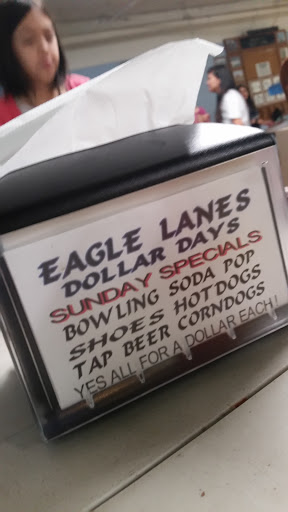 EAGLE LANES
DOLLAR DAYS
SUNDAY SPECIALS
BOWLING SODA POP
SHOES HOTDOGS
TAP BEER CORNDOGS
YES ALL FOR A DOLLAR EACH!